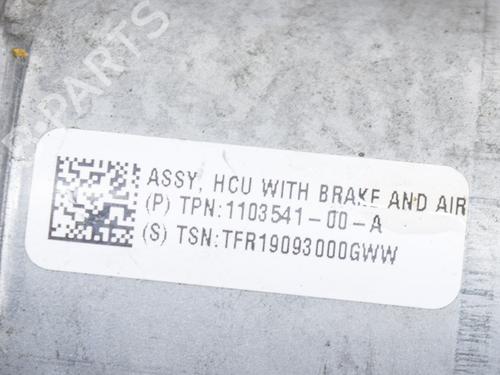 B-PARTS
ASSY, HCU WITH BRAKE AND AIR
(P) TPN:1103541-00-A
(S) TSN:TFR19093000GWW